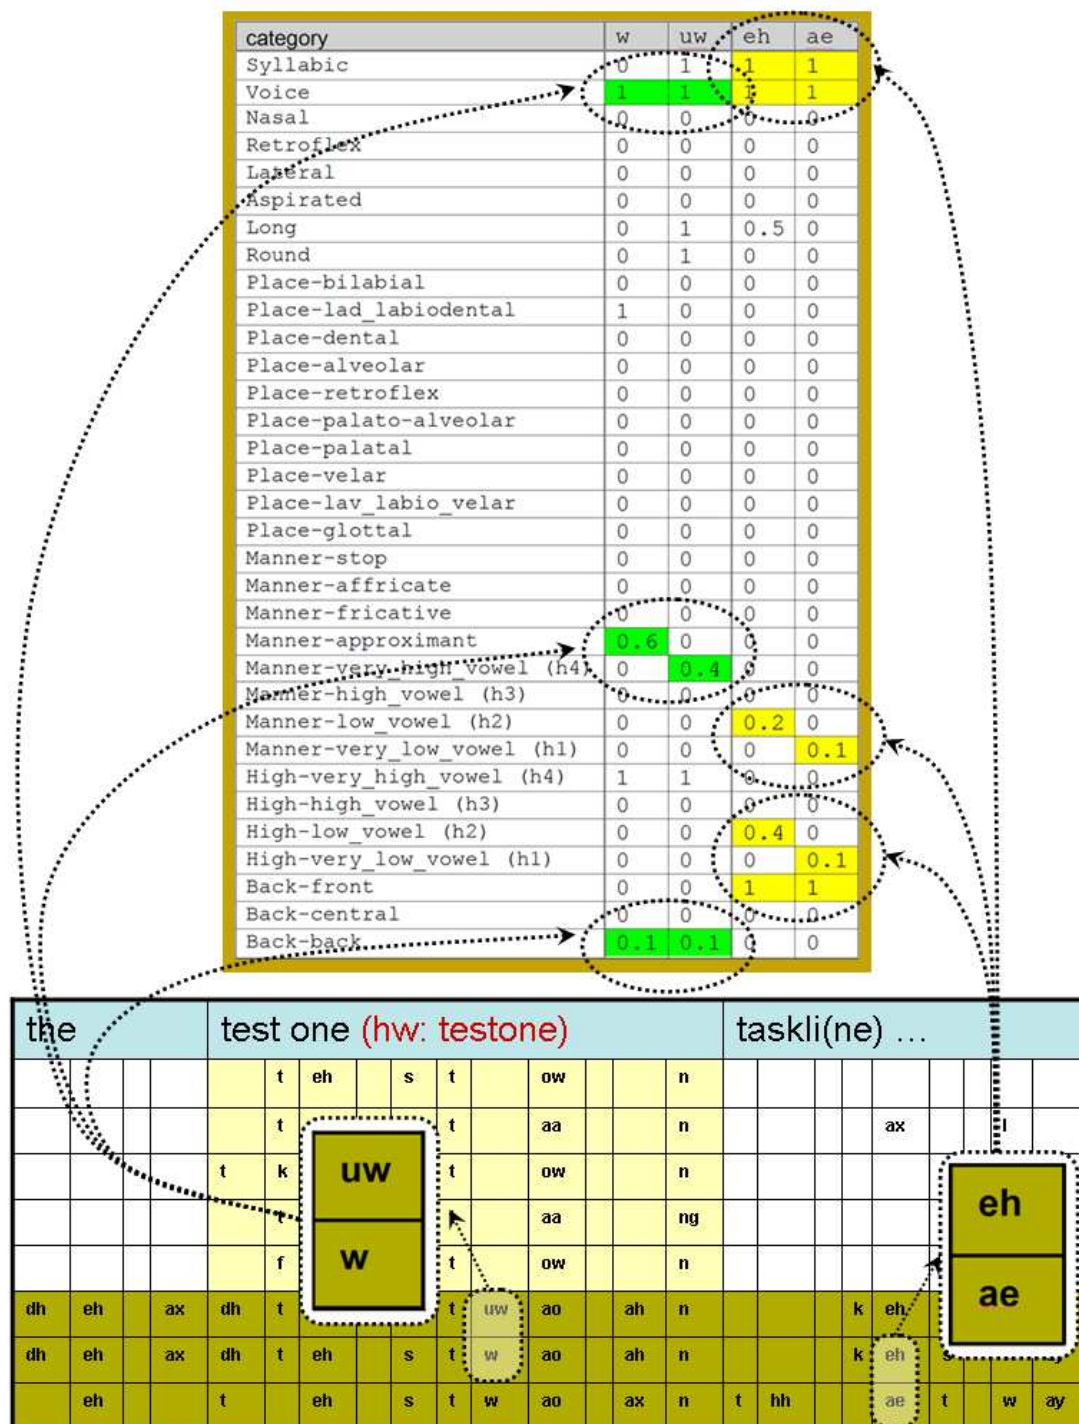 category w uw eh ae
Syllabic 0 1 1 1
Voice 1 1 1 1
Nasal 0 0 0 0
Retroflex 0 0 0 0
Lateral 0 0 0 0
Aspirated 0 0 0 0
Long 0 1 0.5 0
Round 0 1 0 0
Place-bilabial 0 0 0 0
Place-lad_labiodental 1 0 0 0
Place-dental 0 0 0 0
Place-alveolar 0 0 0 0
Place-retroflex 0 0 0 0
Place-palato-alveolar 0 0 0 0
Place-palatal 0 0 0 0
Place-velar 0 0 0 0
Place-lav_labio_velar 0 0 0 0
Place-glottal 0 0 0 0
Manner-stop 0 0 0 0
Manner-affricate 0 0 0 0
Manner-fricative 0 0 0 0
Manner-approximant 0.6 0 0 0
Manner-very_high_vowel (h4) 0 0.4 0 0
Manner-high_vowel (h3) 0 0 0 0
Manner-low_vowel (h2) 0 0 0.2 0
Manner-very_low_vowel (h1) 0 0 0 0.1
High-very_high_vowel (h4) 1 1 0 0
High-high_vowel (h3) 0 0 0 0
High-low_vowel (h2) 0 0 0.4 0
High-very_low_vowel (h1) 0 0 0 0.1
Back-front 0 0 1 1
Back-central 0 0 0 0
Back-back 0.1 0.1 0 0
the test one (hw: testone) taskli(ne) ...
t eh s t ow n
t t aa n ax l
t k t ow n
t aa ng
f t ow n
uw
w
eh
ae
dh eh ax dh t t uw ao ah n k eh
dh eh ax dh t eh s t w ao ah n k eh s
eh t eh s t w ao ax n t hh ae t w ay